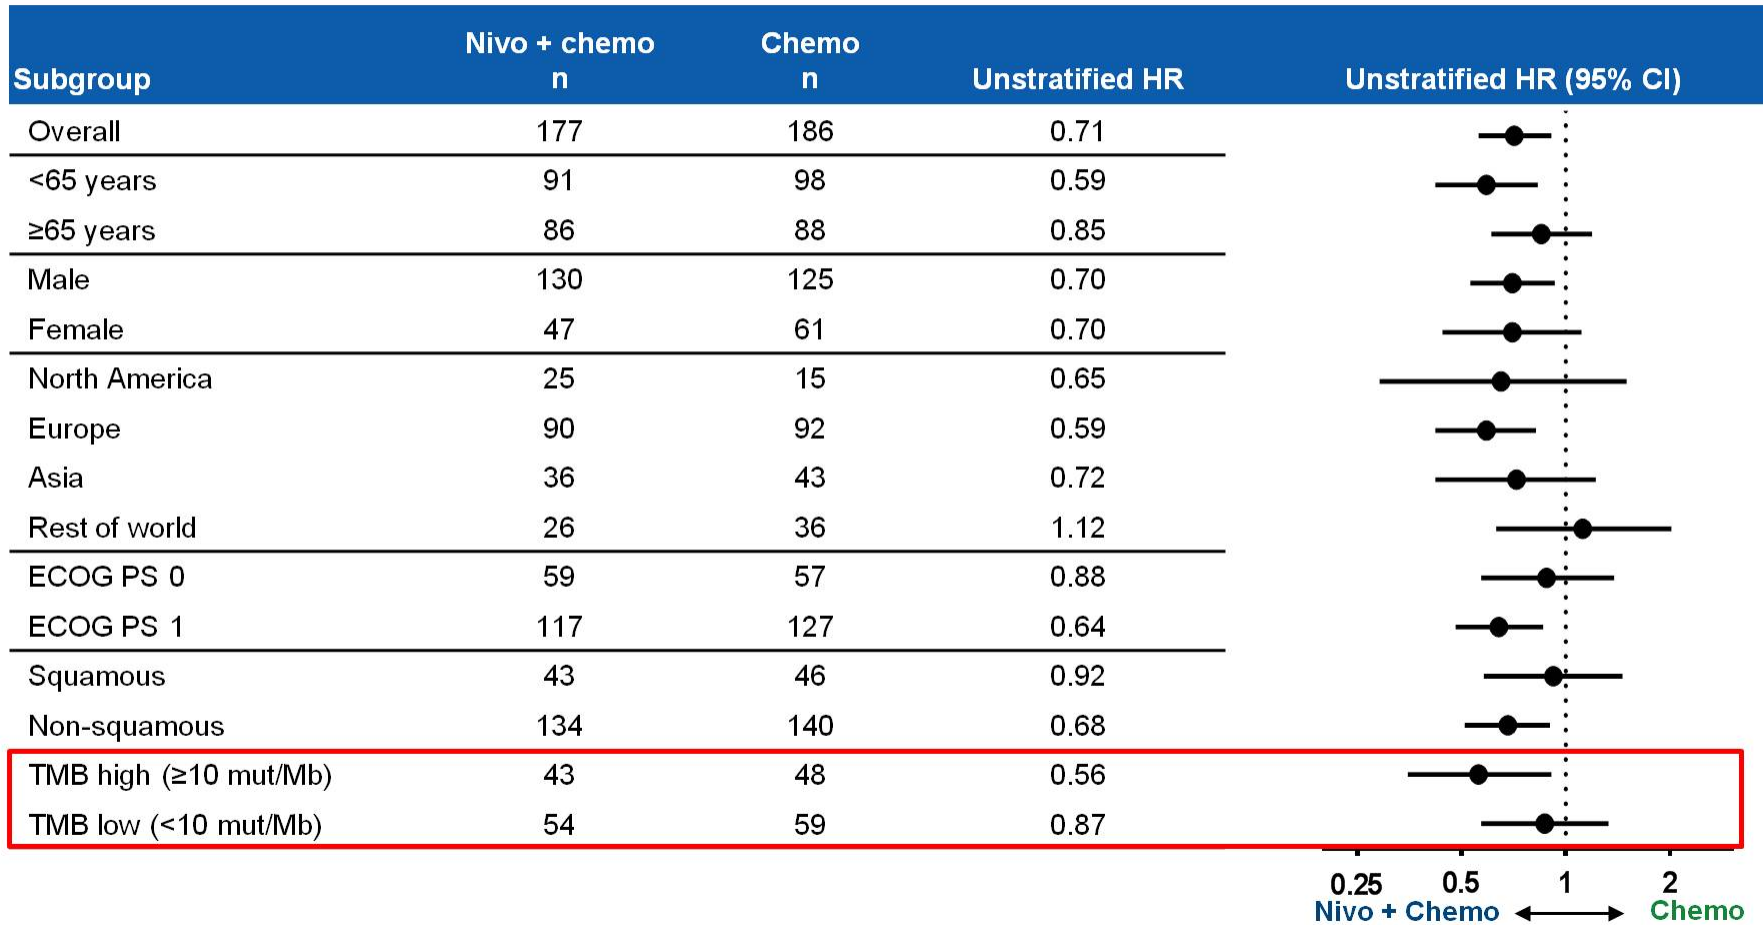 Nivo + chemo Chemo
Subgroup n n Unstratified HR Unstratified HR (95% CI)
Overall 177 186 0.71
<65 years 91 98 0.59
≥65 years 86 88 0.85
Male 130 125 0.70
Female 47 61 0.70
North America 25 15 0.65
Europe 90 92 0.59
Asia 36 43 0.72
Rest of world 26 36 1.12
ECOG PS 0 59 57 0.88
ECOG PS 1 117 127 0.64
Squamous 43 46 0.92
Non-squamous 134 140 0.68
TMB high (≥10 mut/Mb) 43 48 0.56
TMB low (<10 mut/Mb) 54 59 0.87
0.25 0.5 1 2
Nivo + Chemo Chemo